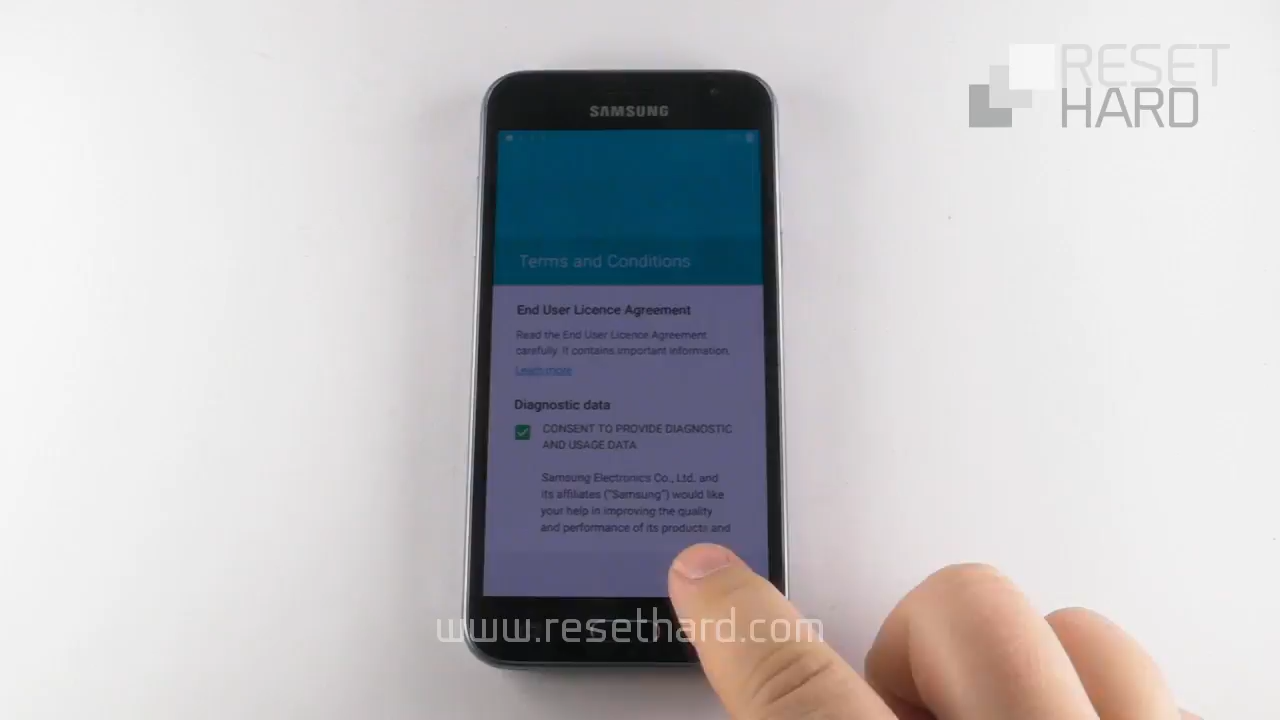 RESET
HARD
SAMSUNG
Terms and Conditions
End User Licence Agreement
Read the End User Licence Agreement
carefully. It contains important information.
Learn more
Diagnostic data
CONSENT TO PROVIDE DIAGNOSTIC
AND USAGE DATA
Samsung Electronics Co., Ltd. and
its affiliates ("Samsung") would like
your help in improving the quality
and performance of its products and
www.resethard.com